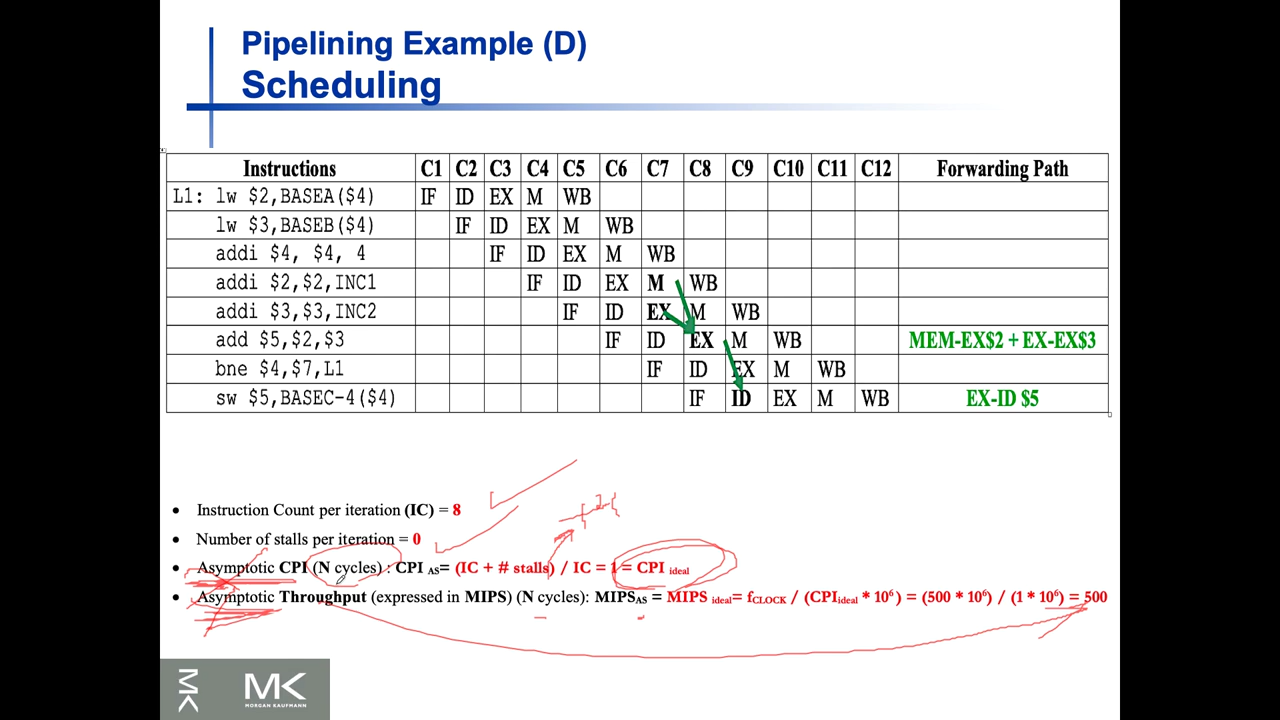 Pipelining Example (D)
Scheduling
Instructions C1 C2 C3 C4 C5 C6 C7 C8 C9 C10 C11 C12 Forwarding Path
L1: lw $2,BASEA($4) IF ID EX M WB
lw $3,BASEB($4) IF ID EX M WB
addi $4, $4, 4 IF ID EX M WB
addi $2,$2,INC1 IF ID EX M WB
addi $3,$3,INC2 IF ID EX M WB
add $5,$2,$3 IF ID EX M WB MEM-EX$2 + EX-EX$3
bne $4,$7,L1 IF ID EX M WB
sw $5,BASEC-4($4) IF ID EX M WB EX-ID $5
• Instruction Count per iteration (IC) = 8
• Number of stalls per iteration = 0
• Asymptotic CPI (N cycles) : CPI AS= (IC + # stalls) / IC = 1 = CPI ideal
• Asymptotic Throughput (expressed in MIPS) (N cycles): MIPSAS = MIPS ideal= fCLOCK / (CPIideal * 10⁶) = (500 * 10⁶) / (1 * 10⁶) = 500
MK
MK
MORGAN KAUFMANN